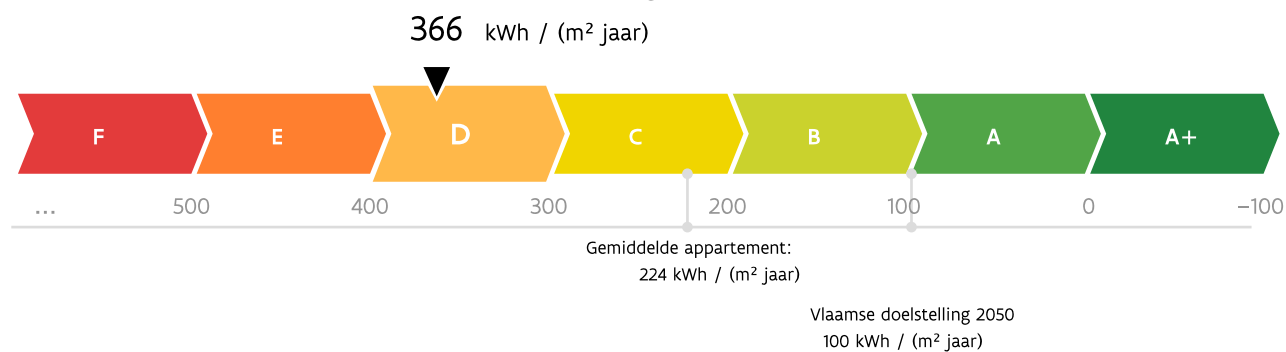 366 kWh / (m² jaar)
F E D C B A A+
... 500 400 300 200 100 0 −100
Gemiddelde appartement:
224 kWh / (m² jaar)
Vlaamse doelstelling 2050
100 kWh / (m² jaar)